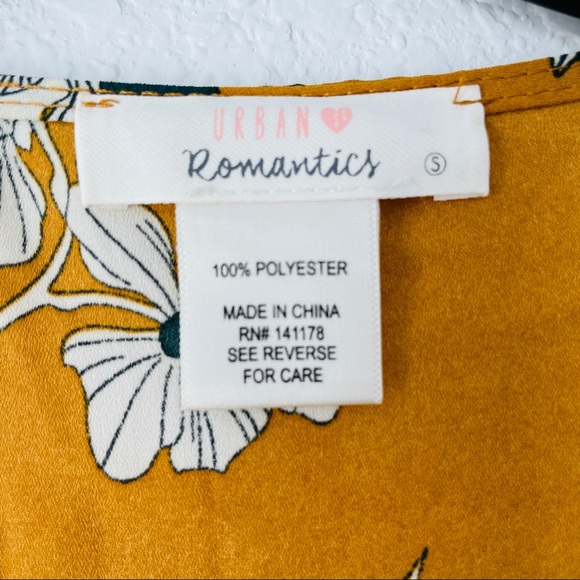 URBAN
Romantics
S
100% POLYESTER
MADE IN CHINA
RN# 141178
SEE REVERSE
FOR CARE